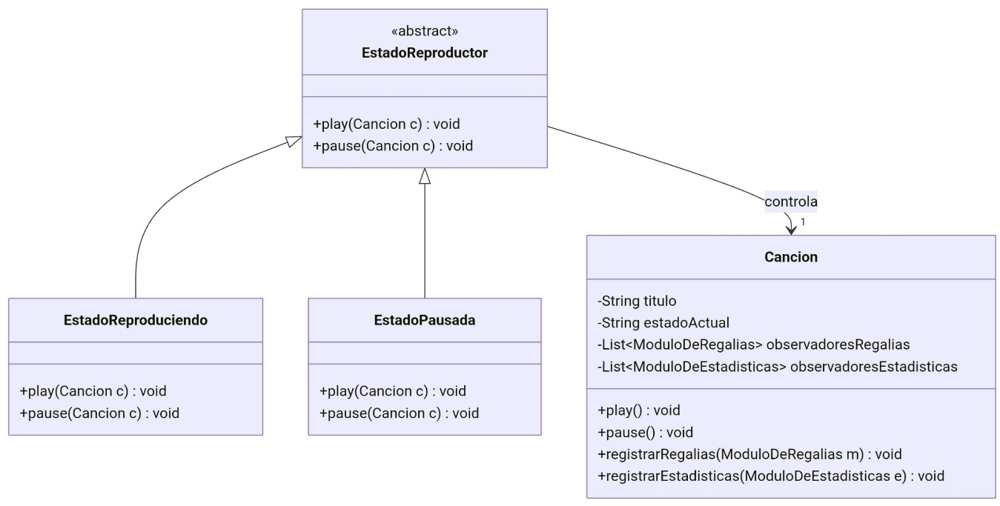 «abstract»
EstadoReproductor
+play(Cancion c) : void
+pause(Cancion c) : void
controla
1
EstadoReproduciendo
+play(Cancion c) : void
+pause(Cancion c) : void
EstadoPausada
+play(Cancion c) : void
+pause(Cancion c) : void
Cancion
-String titulo
-String estadoActual
-List<ModuloDeRegalias> observadoresRegalias
-List<ModuloDeEstadisticas> observadoresEstadisticas
+play() : void
+pause() : void
+registrarRegalias(ModuloDeRegalias m) : void
+registrarEstadisticas(ModuloDeEstadisticas e) : void